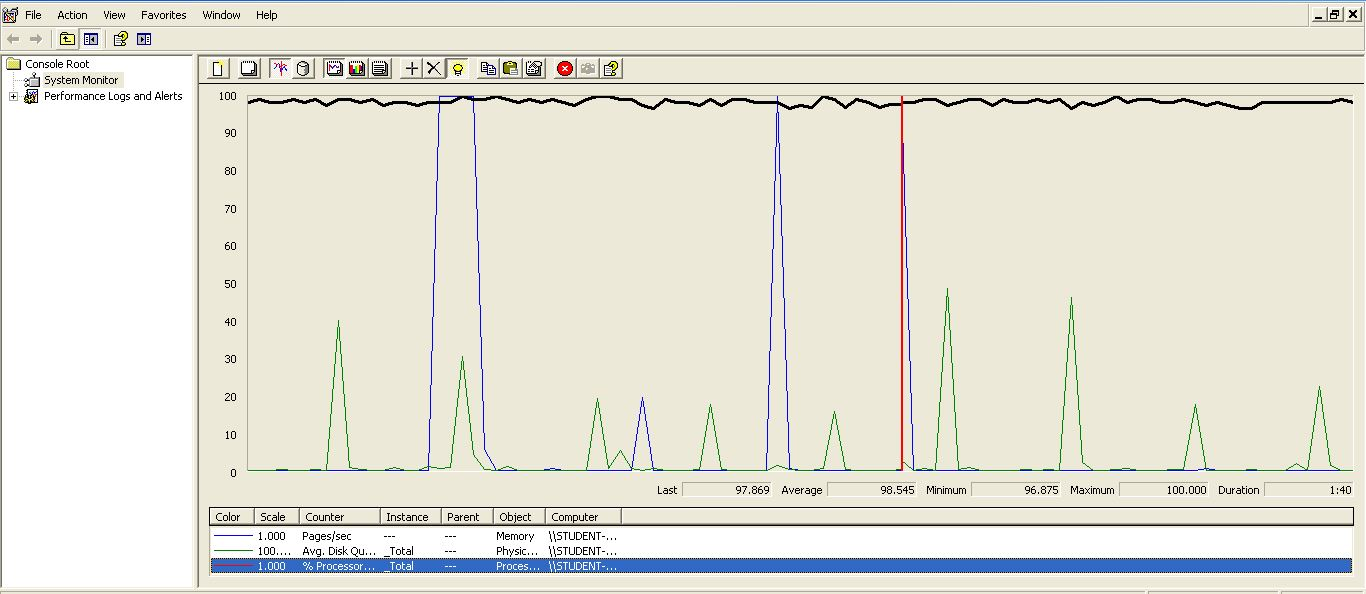 File Action View Favorites Window Help
Console Root
System Monitor
Performance Logs and Alerts
100
90
80
70
60
50
40
30
20
10
0
Last 97.869 Average 98.545 Minimum 96.875 Maximum 100.000 Duration 1:40
Color Scale Counter Instance Parent Object Computer
1.000 Pages/sec --- --- Memory \\STUDENT-...
100.... Avg. Disk Qu... _Total --- Physic... \\STUDENT-...
1.000 % Processor... _Total --- Proces... \\STUDENT-...